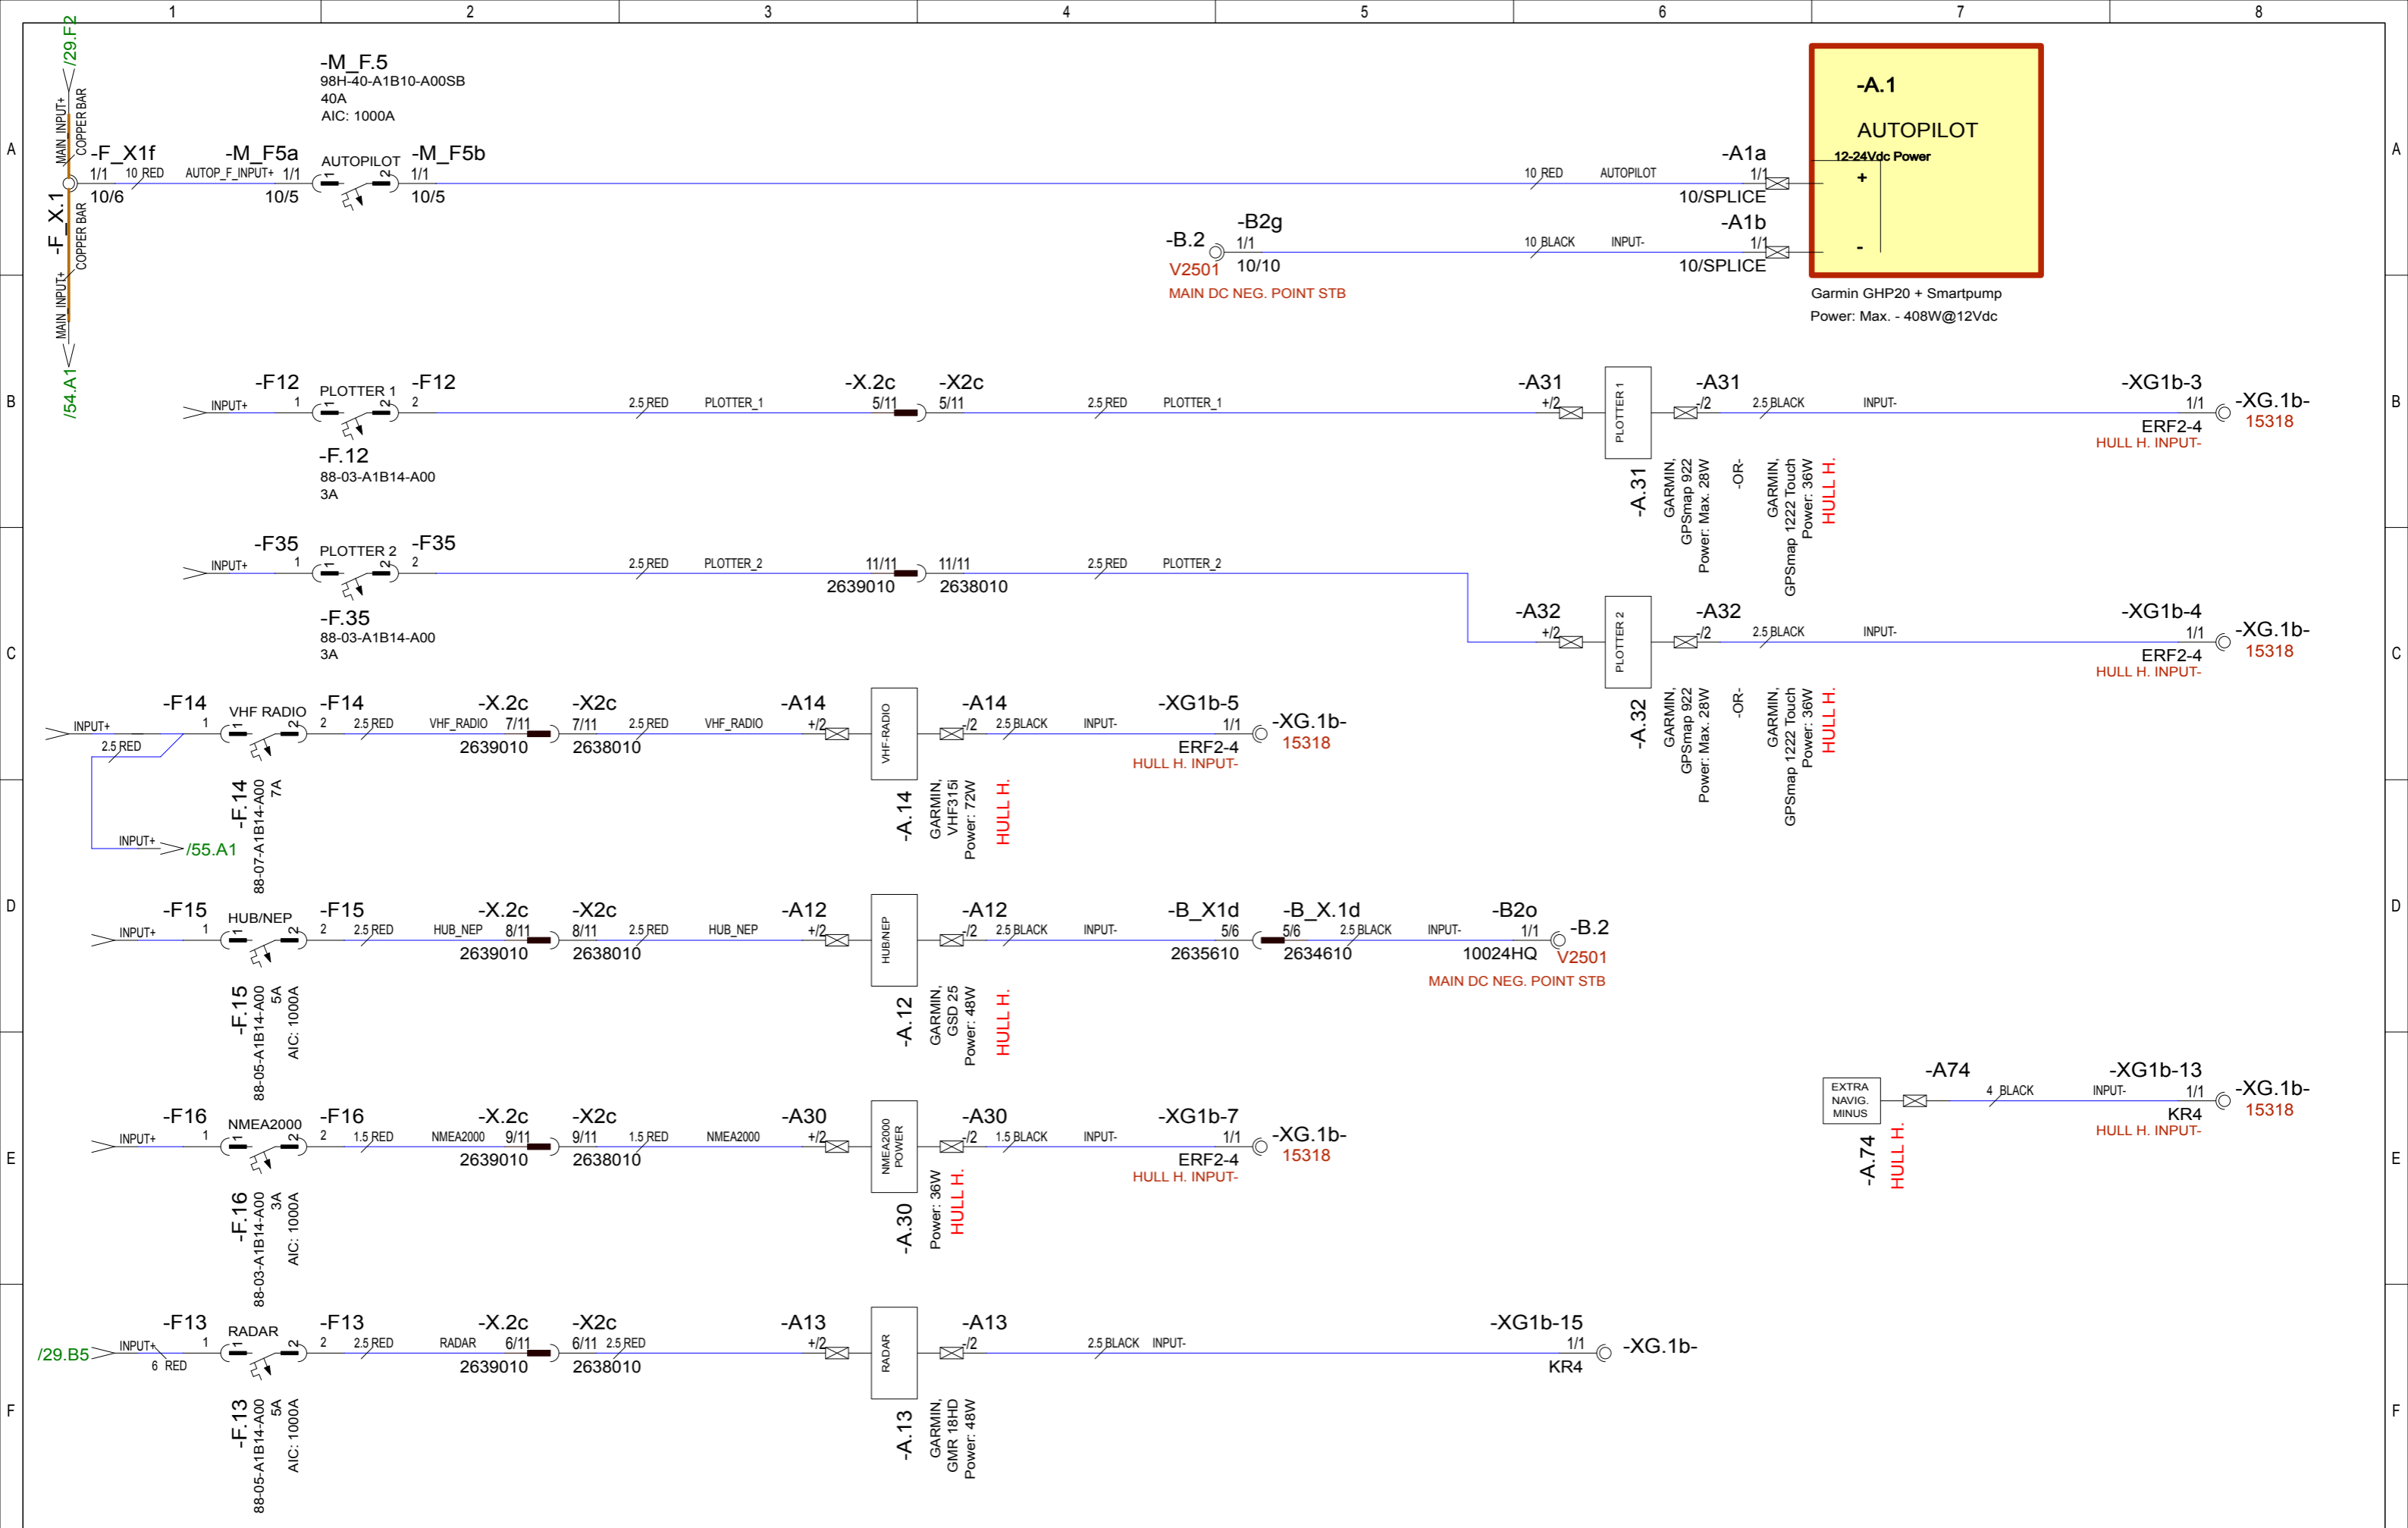 1 2 3 4 5 6 7 8
A A
B B
C C
D D
E E
F F
/29.F2
MAIN INPUT+
COPPER BAR
-F_X.1
MAIN INPUT+
COPPER BAR
/54.A1
-F_X1f
1/1 10 RED
10/6
AUTOP_F_INPUT+
-M_F5a
1/1
10/5
-M_F.5
98H-40-A1B10-A00SB
40A
AIC: 1000A
AUTOPILOT
1 2
-M_F5b
1/1
10/5
10 RED AUTOPILOT
-A1a
1/1
10/SPLICE
-B.2
V2501
MAIN DC NEG. POINT STB
-B2g
1/1
10/10
10 BLACK INPUT-
-A1b
1/1
10/SPLICE
-A.1
AUTOPILOT
12-24Vdc Power
+
-
Garmin GHP20 + Smartpump
Power: Max. - 408W@12Vdc
INPUT+
-F12
1
PLOTTER 1
1 2
-F12
2
-F.12
88-03-A1B14-A00
3A
2.5 RED PLOTTER_1
-X.2c
5/11
-X2c
5/11
2.5 RED PLOTTER_1
-A31
+/2
PLOTTER 1
-A31
-/2
2.5 BLACK INPUT-
-XG1b-3
1/1
ERF2-4
HULL H. INPUT-
-XG.1b-
15318
-A.31
GARMIN,
GPSmap 922
Power: Max. 28W
-OR-
GARMIN,
GPSmap 1222 Touch
Power: 36W
HULL H.
INPUT+
-F35
1
PLOTTER 2
1 2
-F35
2
-F.35
88-03-A1B14-A00
3A
2.5 RED PLOTTER_2
11/11
2639010
11/11
2638010
2.5 RED PLOTTER_2
-A32
+/2
PLOTTER 2
-A32
-/2
2.5 BLACK INPUT-
-XG1b-4
1/1
ERF2-4
HULL H. INPUT-
-XG.1b-
15318
-A.32
GARMIN,
GPSmap 922
Power: Max. 28W
-OR-
GARMIN,
GPSmap 1222 Touch
Power: 36W
HULL H.
INPUT+
2.5 RED
INPUT+
/55.A1
-F14
1
VHF RADIO
1 2
-F14
2
-F.14
88-07-A1B14-A00
7A
2.5 RED VHF_RADIO
-X.2c
7/11
2639010
-X2c
7/11
2638010
2.5 RED VHF_RADIO
-A14
+/2
VHF-RADIO
-A14
-/2
2.5 BLACK INPUT-
-XG1b-5
1/1
ERF2-4
HULL H. INPUT-
-XG.1b-
15318
-A.14
GARMIN,
VHF315i
Power: 72W
HULL H.
INPUT+
-F15
1
HUB/NEP
1 2
-F15
2
-F.15
88-05-A1B14-A00
5A
AIC: 1000A
2.5 RED HUB_NEP
-X.2c
8/11
2639010
-X2c
8/11
2638010
2.5 RED HUB_NEP
-A12
+/2
HUB/NEP
-A12
-/2
2.5 BLACK INPUT-
-B_X1d
5/6
2635610
-B_X.1d
5/6
2634610
2.5 BLACK INPUT-
-B2o
1/1
10024HQ
-B.2
V2501
MAIN DC NEG. POINT STB
-A.12
GARMIN,
GSD 25
Power: 48W
HULL H.
INPUT+
-F16
1
NMEA2000
1 2
-F16
2
-F.16
88-03-A1B14-A00
3A
AIC: 1000A
1.5 RED NMEA2000
-X.2c
9/11
2639010
-X2c
9/11
2638010
1.5 RED NMEA2000
-A30
+/2
NMEA2000
POWER
-A30
-/2
1.5 BLACK INPUT-
-XG1b-7
1/1
ERF2-4
HULL H. INPUT-
-XG.1b-
15318
-A.30
Power: 36W
HULL H.
EXTRA
NAVIG.
MINUS
-A.74
HULL H.
-A74
4 BLACK INPUT-
-XG1b-13
1/1
KR4
HULL H. INPUT-
-XG.1b-
15318
/29.B5
INPUT+
6 RED
-F13
1
RADAR
1 2
-F13
2
-F.13
88-05-A1B14-A00
5A
AIC: 1000A
2.5 RED RADAR
-X.2c
6/11
2639010
-X2c
6/11
2638010
2.5 RED
-A13
+/2
RADAR
-A13
-/2
2.5 BLACK INPUT-
-XG1b-15
1/1
KR4
-XG.1b-
-A.13
GARMIN,
GMR 18HD
Power: 48W